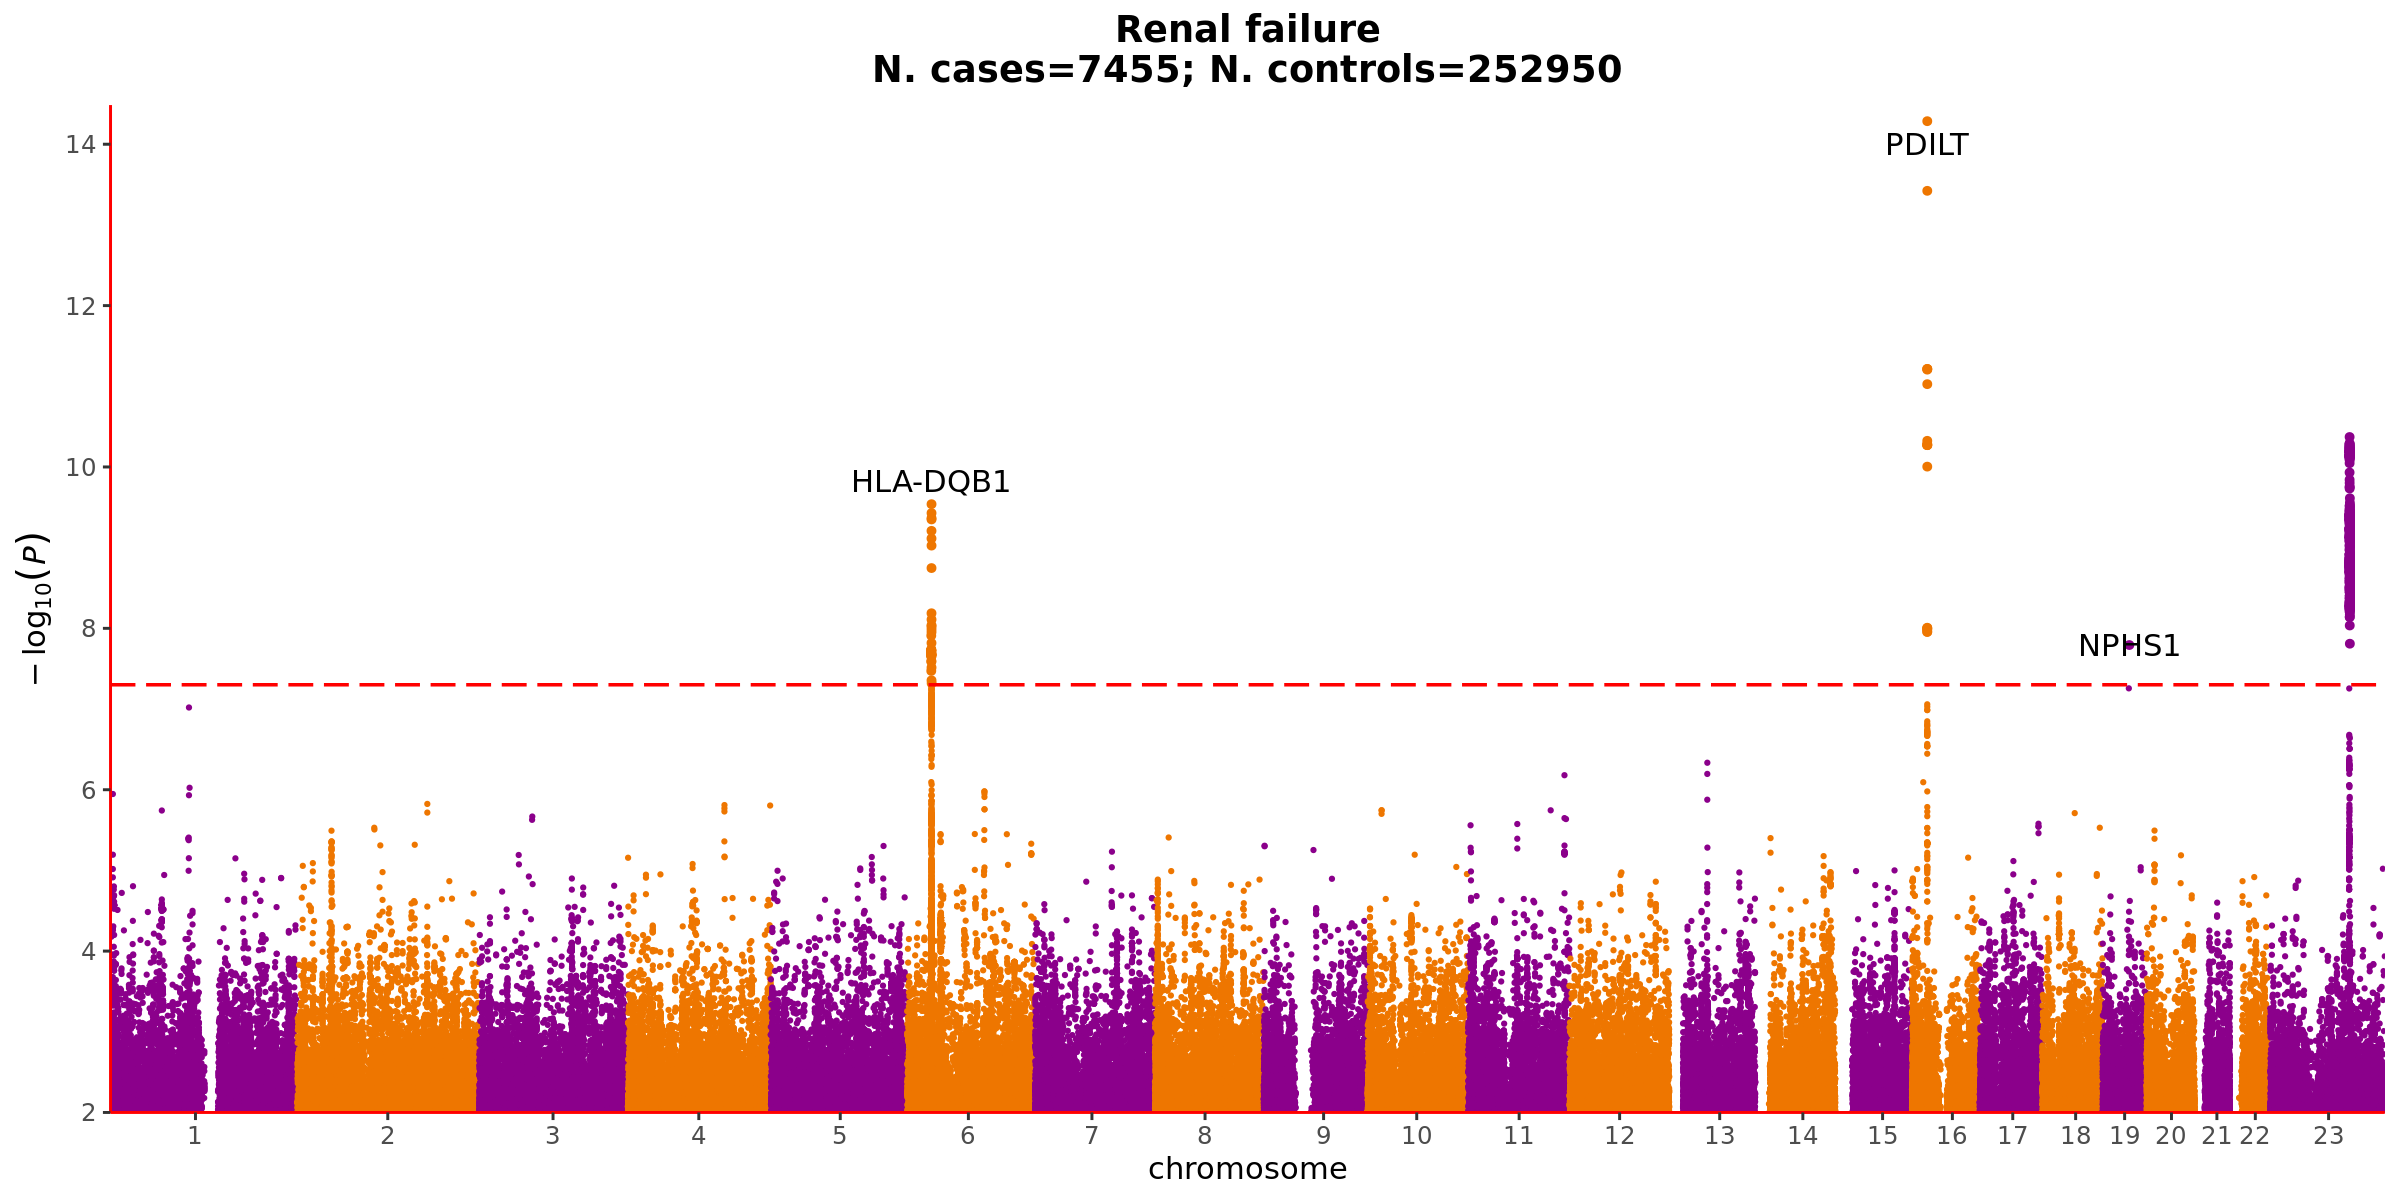 Renal failure
N. cases=7455; N. controls=252950
14
12
10
8
6
4
2
−log10(P)
PDILT
HLA-DQB1
NPHS1
1 2 3 4 5 6 7 8 9 10 11 12 13 14 15 16 17 18 19 20 21 22 23
chromosome